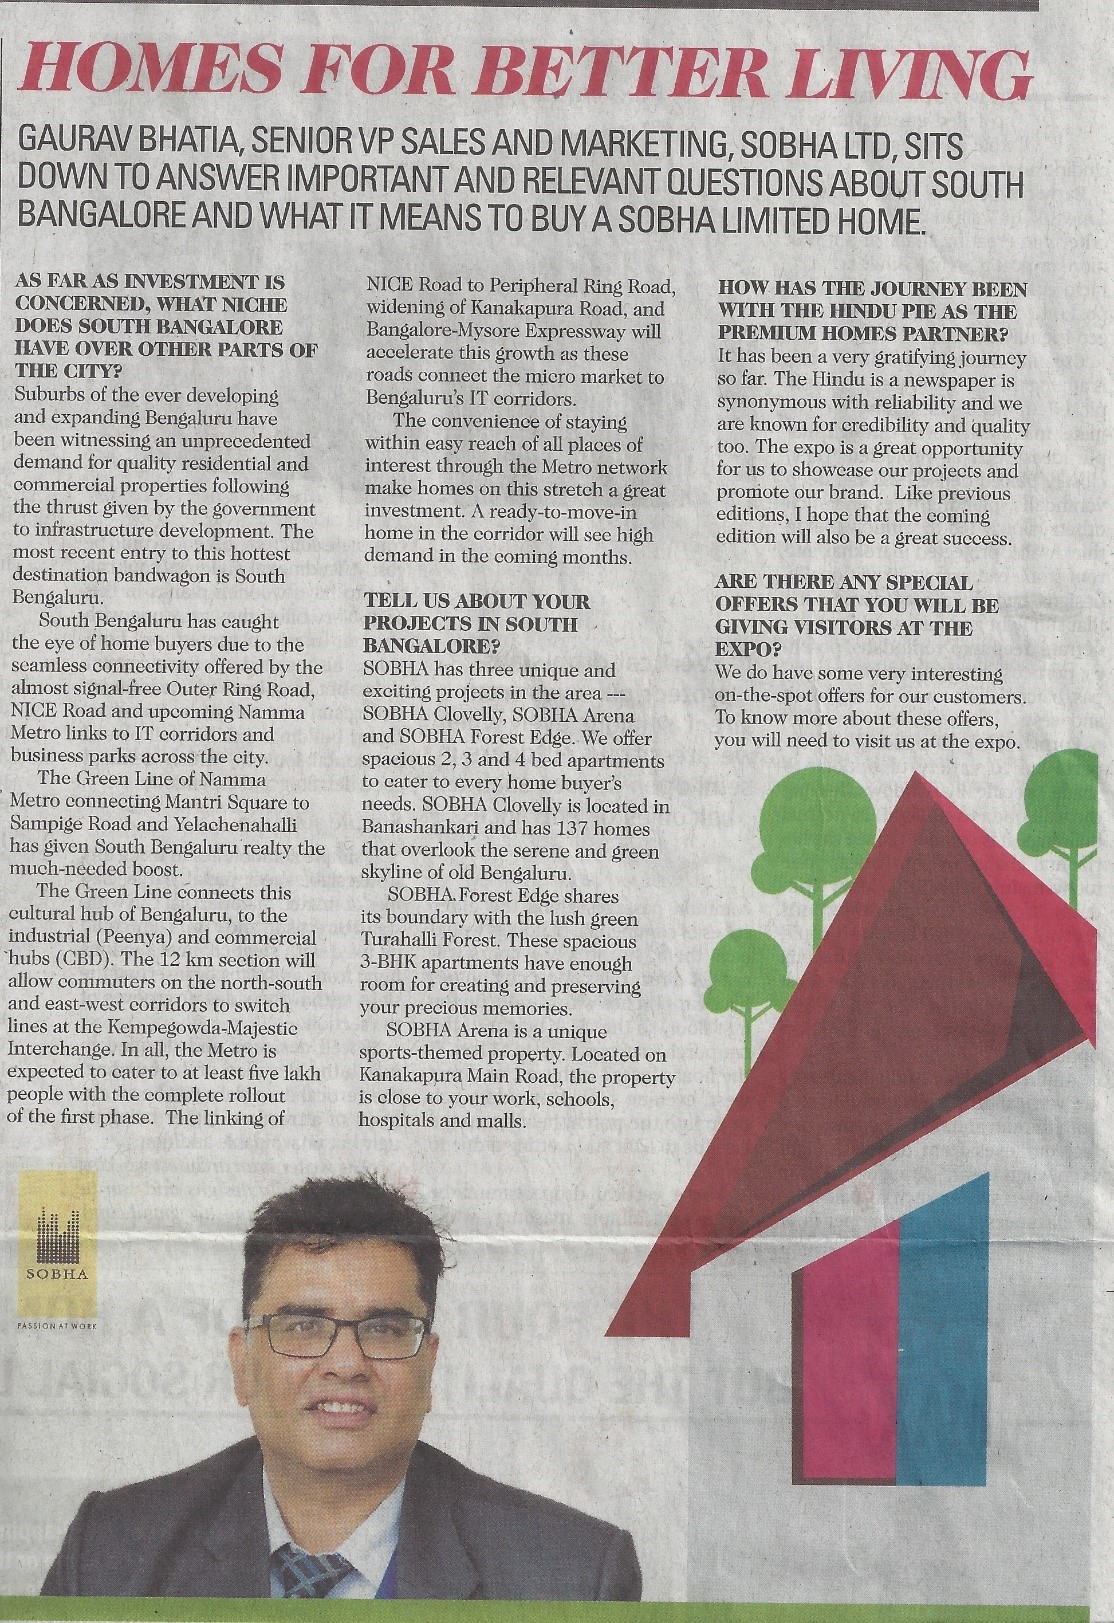 HOMES FOR BETTER LIVING
GAURAV BHATIA, SENIOR VP SALES AND MARKETING, SOBHA LTD, SITS
DOWN TO ANSWER IMPORTANT AND RELEVANT QUESTIONS ABOUT SOUTH
BANGALORE AND WHAT IT MEANS TO BUY A SOBHA LIMITED HOME.
AS FAR AS INVESTMENT IS
CONCERNED, WHAT NICHE
DOES SOUTH BANGALORE
HAVE OVER OTHER PARTS OF
THE CITY?
Suburbs of the ever developing
and expanding Bengaluru have
been witnessing an unprecedented
demand for quality residential and
commercial properties following
the thrust given by the government
to infrastructure development. The
most recent entry to this hottest
destination bandwagon is South
Bengaluru.
South Bengaluru has caught
the eye of home buyers due to the
seamless connectivity offered by the
almost signal-free Outer Ring Road,
NICE Road and upcoming Namma
Metro links to IT corridors and
business parks across the city.
The Green Line of Namma
Metro connecting Mantri Square to
Sampige Road and Yelachenahalli
has given South Bengaluru realty the
much-needed boost.
The Green Line connects this
cultural hub of Bengaluru, to the
industrial (Peenya) and commercial
hubs (CBD). The 12 km section will
allow commuters on the north-south
and east-west corridors to switch
lines at the Kempegowda-Majestic
Interchange. In all, the Metro is
expected to cater to at least five lakh
people with the complete rollout
of the first phase. The linking of
NICE Road to Peripheral Ring Road,
widening of Kanakapura Road, and
Bangalore-Mysore Expressway will
accelerate this growth as these
roads connect the micro market to
Bengaluru's IT corridors.
The convenience of staying
within easy reach of all places of
interest through the Metro network
make homes on this stretch a great
investment. A ready-to-move-in
home in the corridor will see high
demand in the coming months.
TELL US ABOUT YOUR
PROJECTS IN SOUTH
BANGALORE?
SOBHA has three unique and
exciting projects in the area ---
SOBHA Clovelly, SOBHA Arena
and SOBHA Forest Edge. We offer
spacious 2, 3 and 4 bed apartments
to cater to every home buyer's
needs. SOBHA Clovelly is located in
Banashankari and has 137 homes
that overlook the serene and green
skyline of old Bengaluru.
SOBHA Forest Edge shares
its boundary with the lush green
Turahalli Forest. These spacious
3-BHK apartments have enough
room for creating and preserving
your precious memories.
SOBHA Arena is a unique
sports-themed property. Located on
Kanakapura Main Road, the property
is close to your work, schools,
hospitals and malls.
HOW HAS THE JOURNEY BEEN
WITH THE HINDU PIE AS THE
PREMIUM HOMES PARTNER?
It has been a very gratifying journey
so far. The Hindu is a newspaper is
synonymous with reliability and we
are known for credibility and quality
too. The expo is a great opportunity
for us to showcase our projects and
promote our brand. Like previous
editions, I hope that the coming
edition will also be a great success.
ARE THERE ANY SPECIAL
OFFERS THAT YOU WILL BE
GIVING VISITORS AT THE
EXPO?
We do have some very interesting
on-the-spot offers for our customers.
To know more about these offers,
you will need to visit us at the expo.
SOBHA
PASSION AT WORK